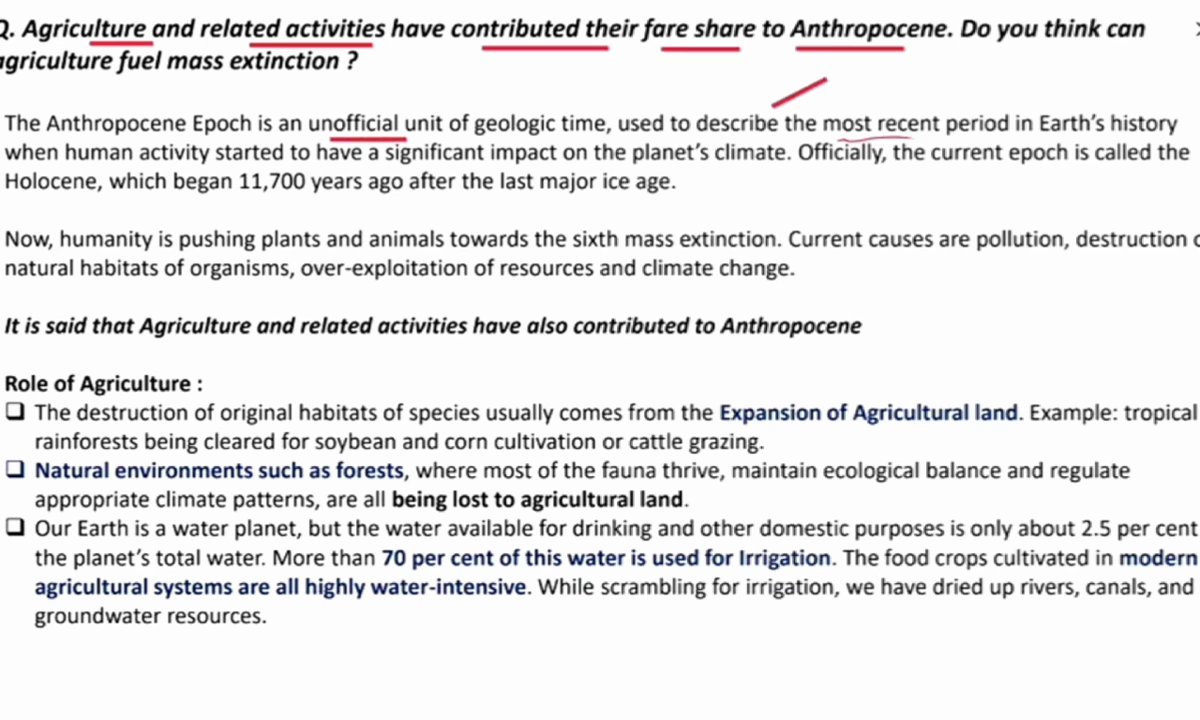 Q. Agriculture and related activities have contributed their fare share to Anthropocene. Do you think can
agriculture fuel mass extinction ?
The Anthropocene Epoch is an unofficial unit of geologic time, used to describe the most recent period in Earth's history
when human activity started to have a significant impact on the planet's climate. Officially, the current epoch is called the
Holocene, which began 11,700 years ago after the last major ice age.
Now, humanity is pushing plants and animals towards the sixth mass extinction. Current causes are pollution, destruction
natural habitats of organisms, over-exploitation of resources and climate change.
It is said that Agriculture and related activities have also contributed to Anthropocene
Role of Agriculture :
❑ The destruction of original habitats of species usually comes from the Expansion of Agricultural land. Example: tropical
rainforests being cleared for soybean and corn cultivation or cattle grazing.
❑ Natural environments such as forests, where most of the fauna thrive, maintain ecological balance and regulate
appropriate climate patterns, are all being lost to agricultural land.
❑ Our Earth is a water planet, but the water available for drinking and other domestic purposes is only about 2.5 per cent
the planet's total water. More than 70 per cent of this water is used for Irrigation. The food crops cultivated in modern
agricultural systems are all highly water-intensive. While scrambling for irrigation, we have dried up rivers, canals, and
groundwater resources.